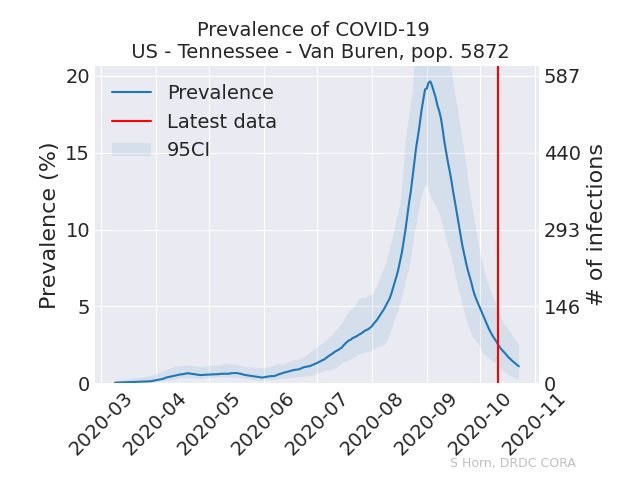 Prevalence of COVID-19
US - Tennessee - Van Buren, pop. 5872
Prevalence
Latest data
95CI
Prevalence (%)
20
15
10
5
0
587
440
293
146
0
# of infections
2020-03
2020-04
2020-05
2020-06
2020-07
2020-08
2020-09
2020-10
2020-11
S Horn, DRDC CORA